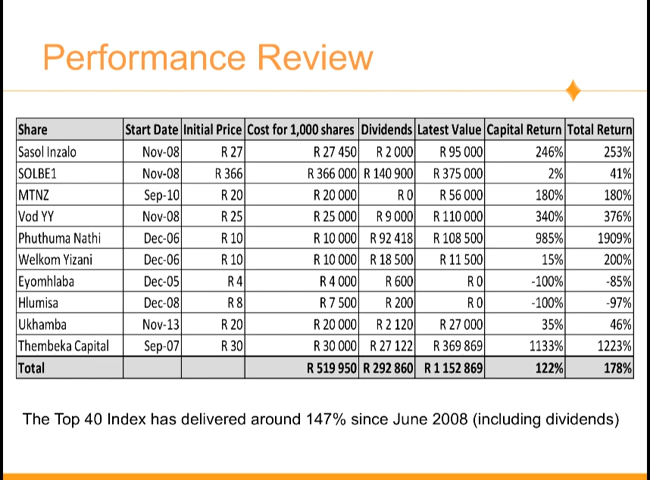 Performance Review
Share Start Date Initial Price Cost for 1,000 shares Dividends Latest Value Capital Return Total Return
Sasol Inzalo Nov-08 R 27 R 27 450 R 2 000 R 95 000 246% 253%
SOLBE1 Nov-08 R 366 R 366 000 R 140 900 R 375 000 2% 41%
MTNZ Sep-10 R 20 R 20 000 R 0 R 56 000 180% 180%
Vod YY Nov-08 R 25 R 25 000 R 9 000 R 110 000 340% 376%
Phuthuma Nathi Dec-06 R 10 R 10 000 R 92 418 R 108 500 985% 1909%
Welkom Yizani Dec-06 R 10 R 10 000 R 18 500 R 11 500 15% 200%
Eyomhlaba Dec-05 R 4 R 4 000 R 600 R 0 -100% -85%
Hlumisa Dec-08 R 8 R 7 500 R 200 R 0 -100% -97%
Ukhamba Nov-13 R 20 R 20 000 R 2 120 R 27 000 35% 46%
Thembeka Capital Sep-07 R 30 R 30 000 R 27 122 R 369 869 1133% 1223%
Total R 519 950 R 292 860 R 1 152 869 122% 178%
The Top 40 Index has delivered around 147% since June 2008 (including dividends)